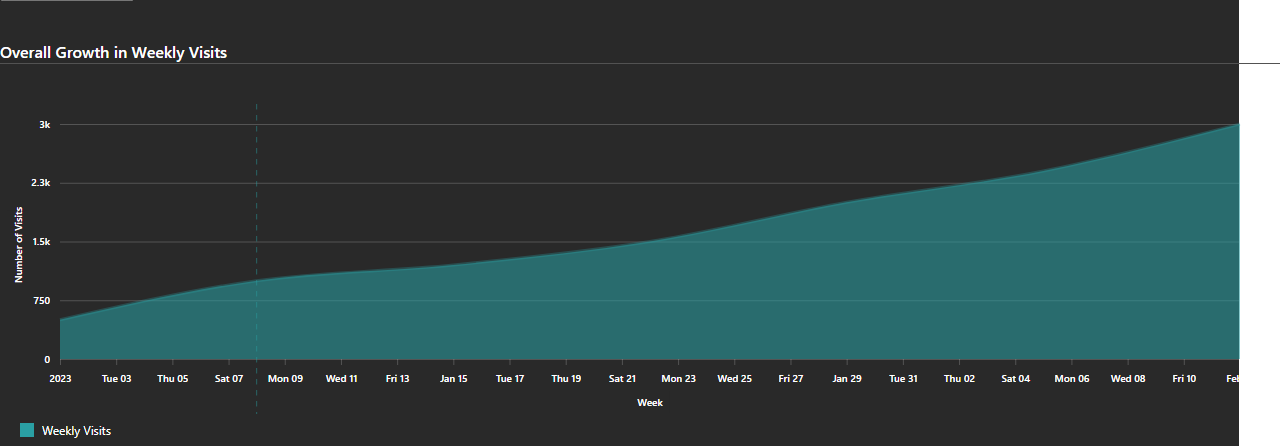 Overall Growth in Weekly Visits
3k
2.3k
1.5k
750
0
Number of Visits
2023 Tue 03 Thu 05 Sat 07 Mon 09 Wed 11 Fri 13 Jan 15 Tue 17 Thu 19 Sat 21 Mon 23 Wed 25 Fri 27 Jan 29 Tue 31 Thu 02 Sat 04 Mon 06 Wed 08 Fri 10 Feb
Week
Weekly Visits